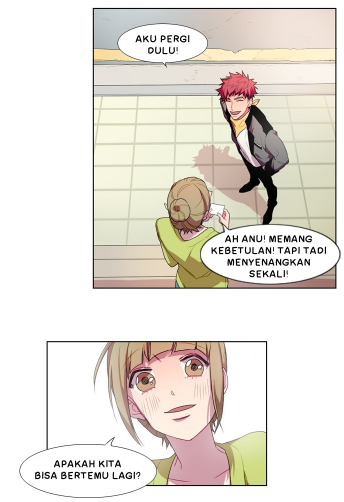 AKU PERGI
DULU!
AH ANU! MEMANG
KEBETULAN! TAPI TADI
MENYENANGKAN
SEKALI!
APAKAH KITA
BISA BERTEMU LAGI?